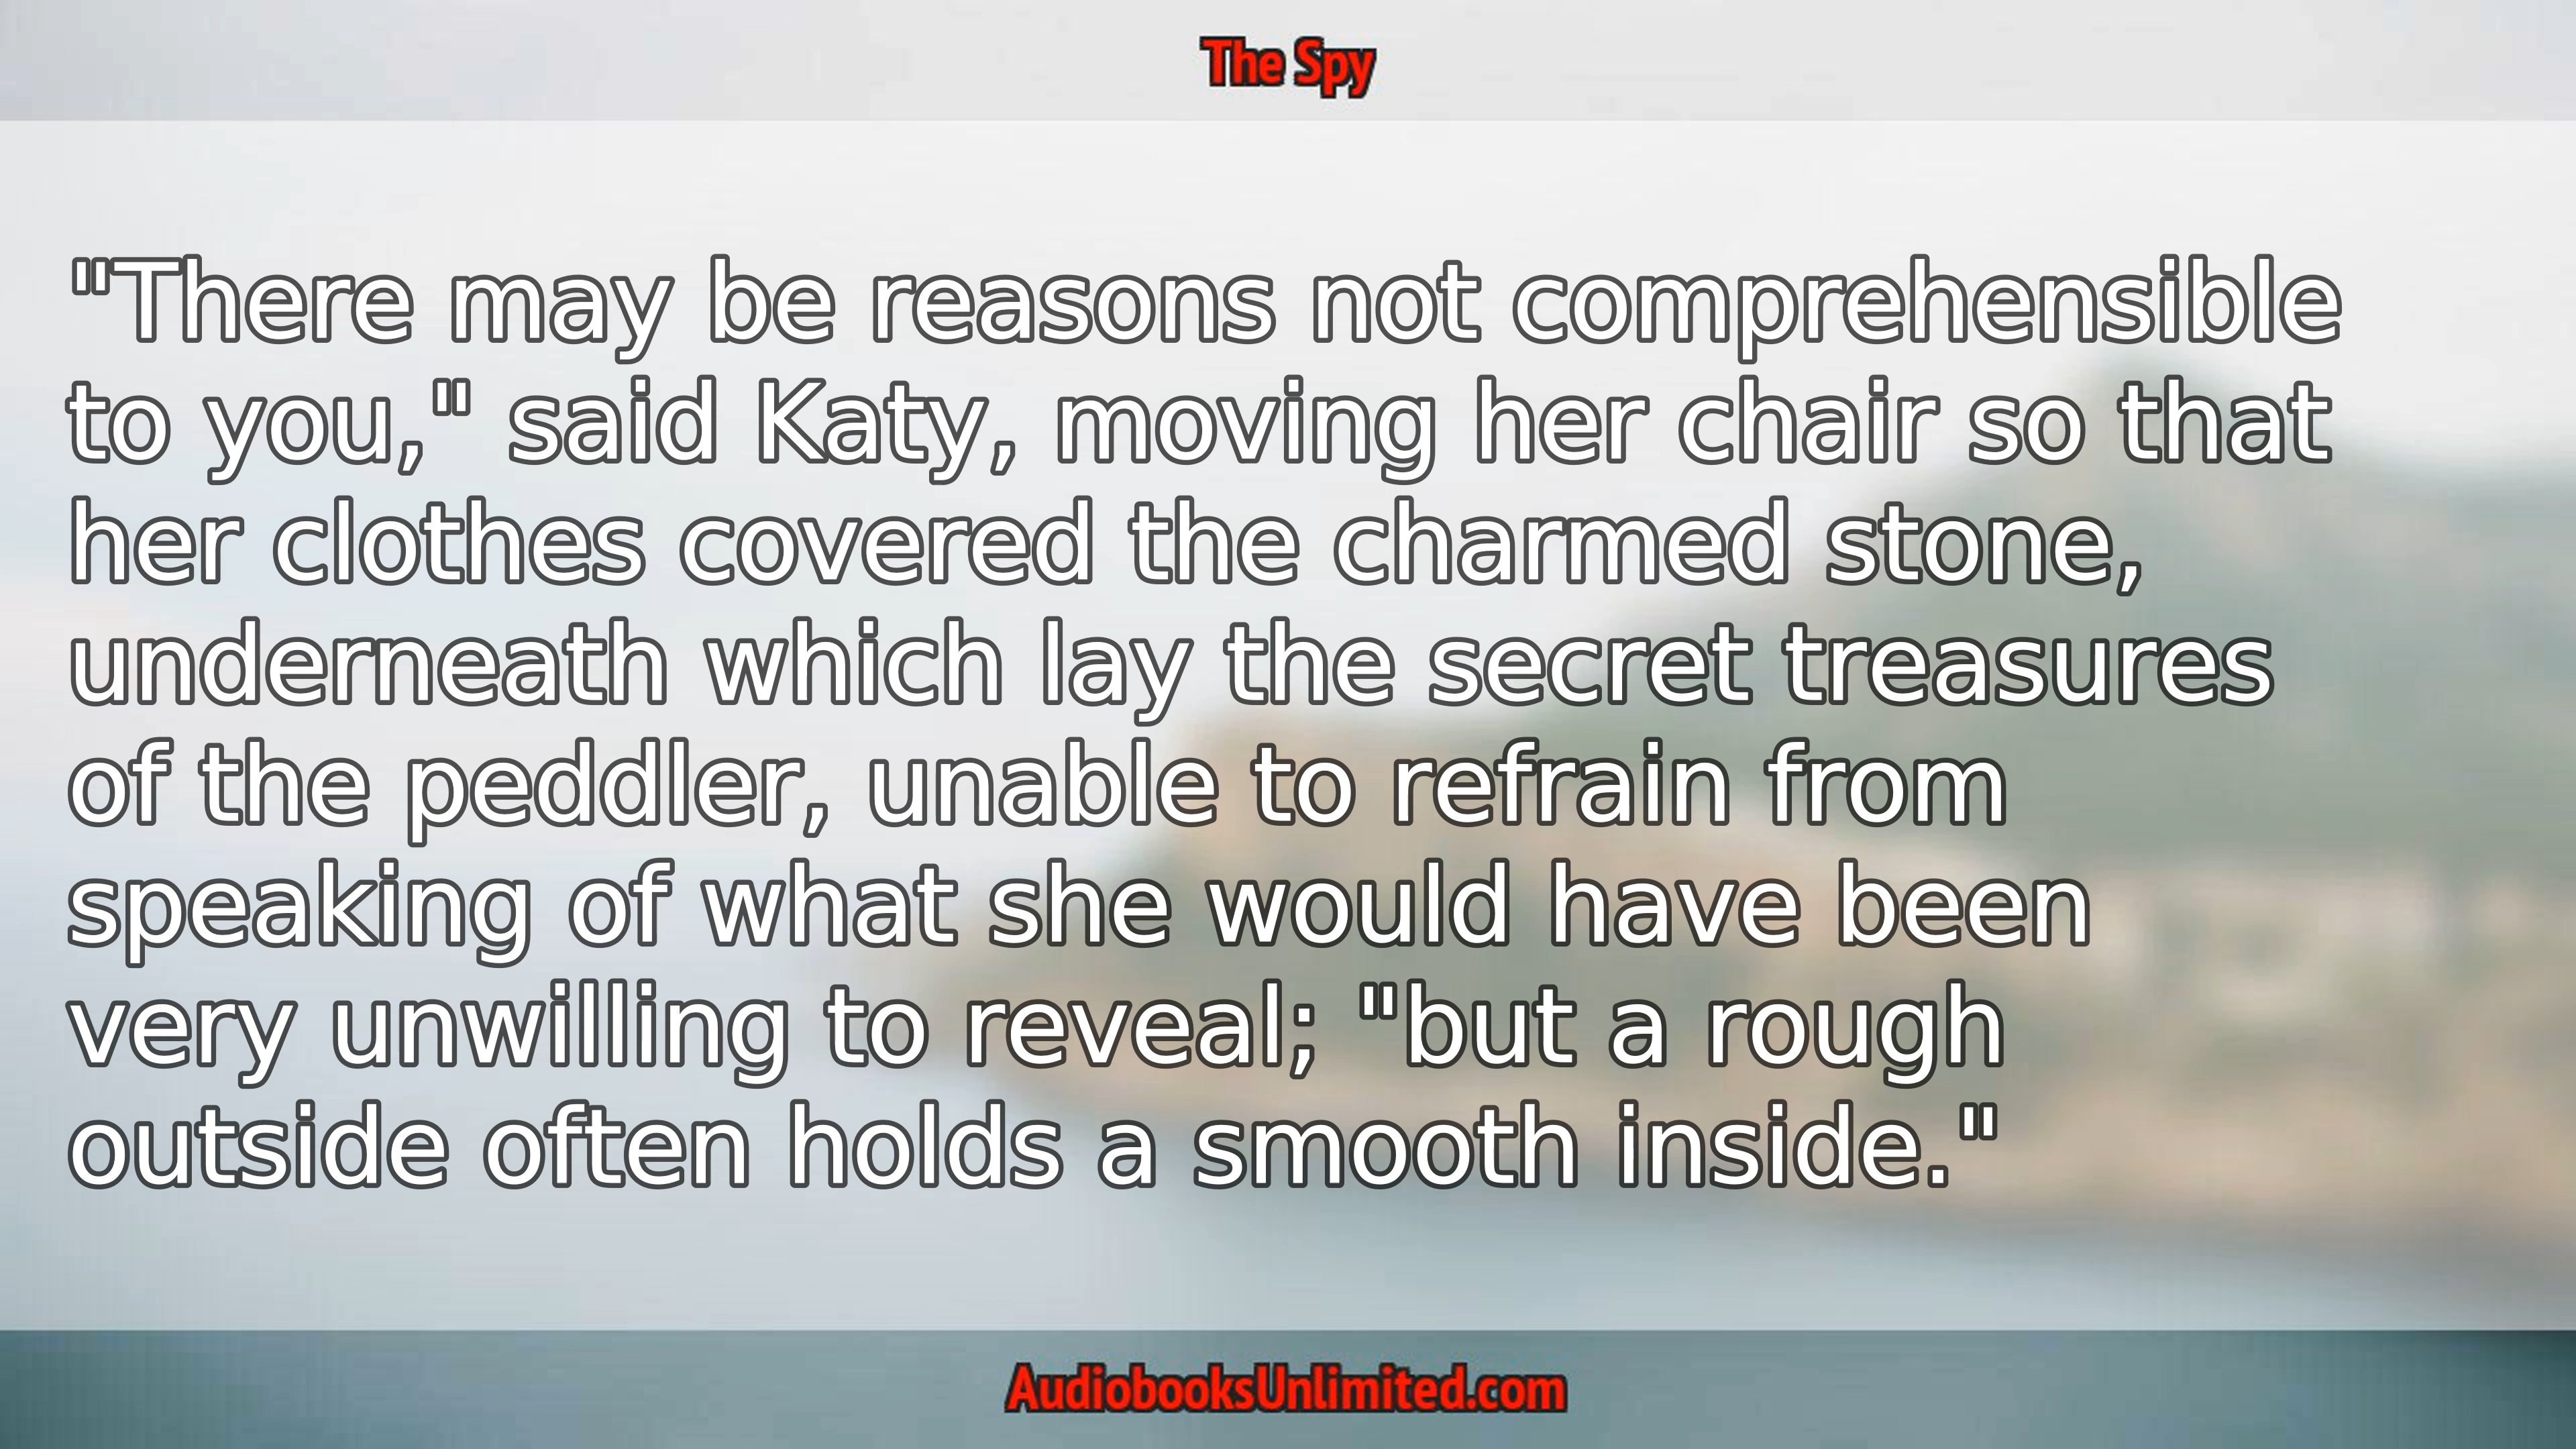 The Spy
"There may be reasons not comprehensible
to you," said Katy, moving her chair so that
her clothes covered the charmed stone,
underneath which lay the secret treasures
of the peddler, unable to refrain from
speaking of what she would have been
very unwilling to reveal; "but a rough
outside often holds a smooth inside."
AudiobooksUnlimited.com